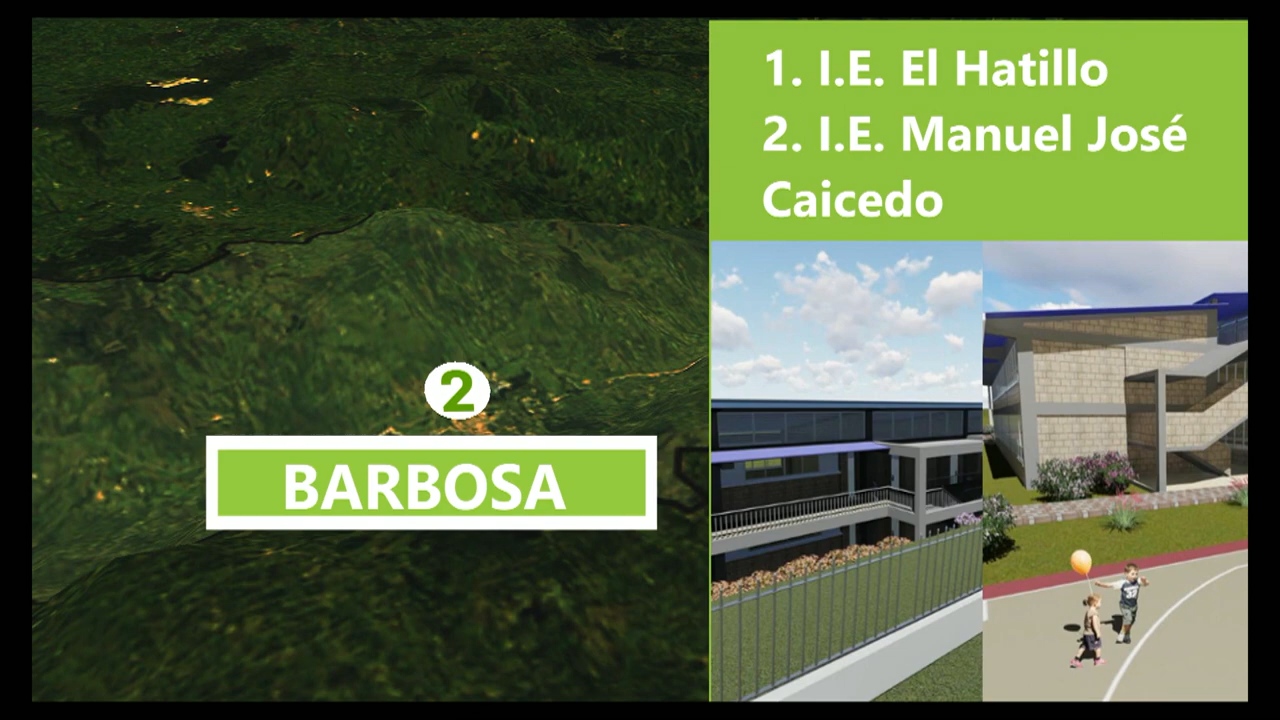 1. I.E. El Hatillo
2. I.E. Manuel José
Caicedo
2
BARBOSA